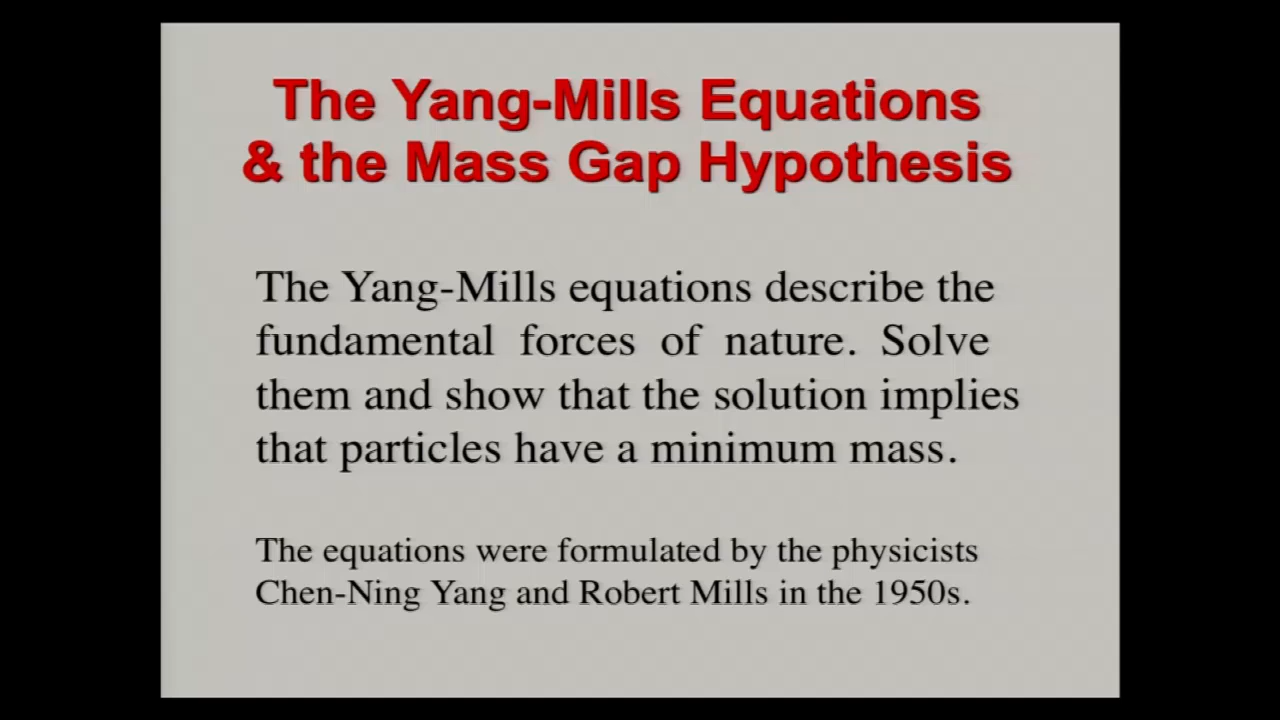 The Yang-Mills Equations
& the Mass Gap Hypothesis
The Yang-Mills equations describe the
fundamental forces of nature. Solve
them and show that the solution implies
that particles have a minimum mass.
The equations were formulated by the physicists
Chen-Ning Yang and Robert Mills in the 1950s.